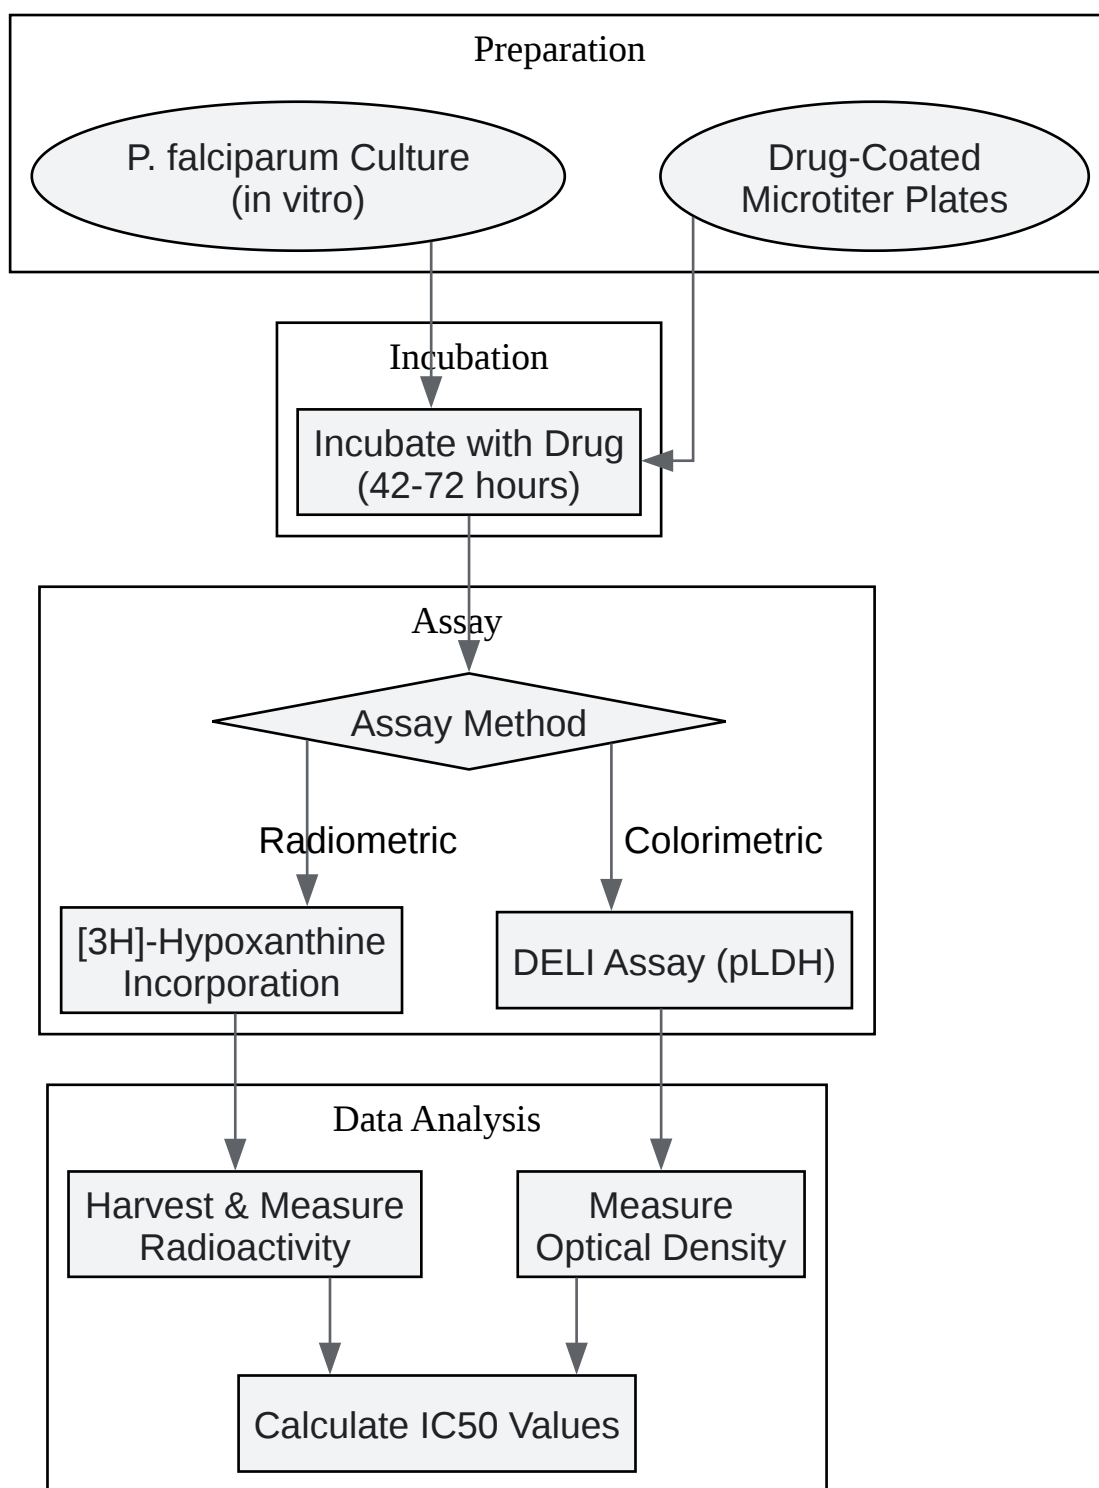 Preparation
P. falciparum Culture
(in vitro)
Drug-Coated
Microtiter Plates
Incubation
Incubate with Drug
(42-72 hours)
Assay
Assay Method
Radiometric
Colorimetric
[3H]-Hypoxanthine
Incorporation
DELI Assay (pLDH)
Data Analysis
Harvest & Measure
Radioactivity
Measure
Optical Density
Calculate IC50 Values